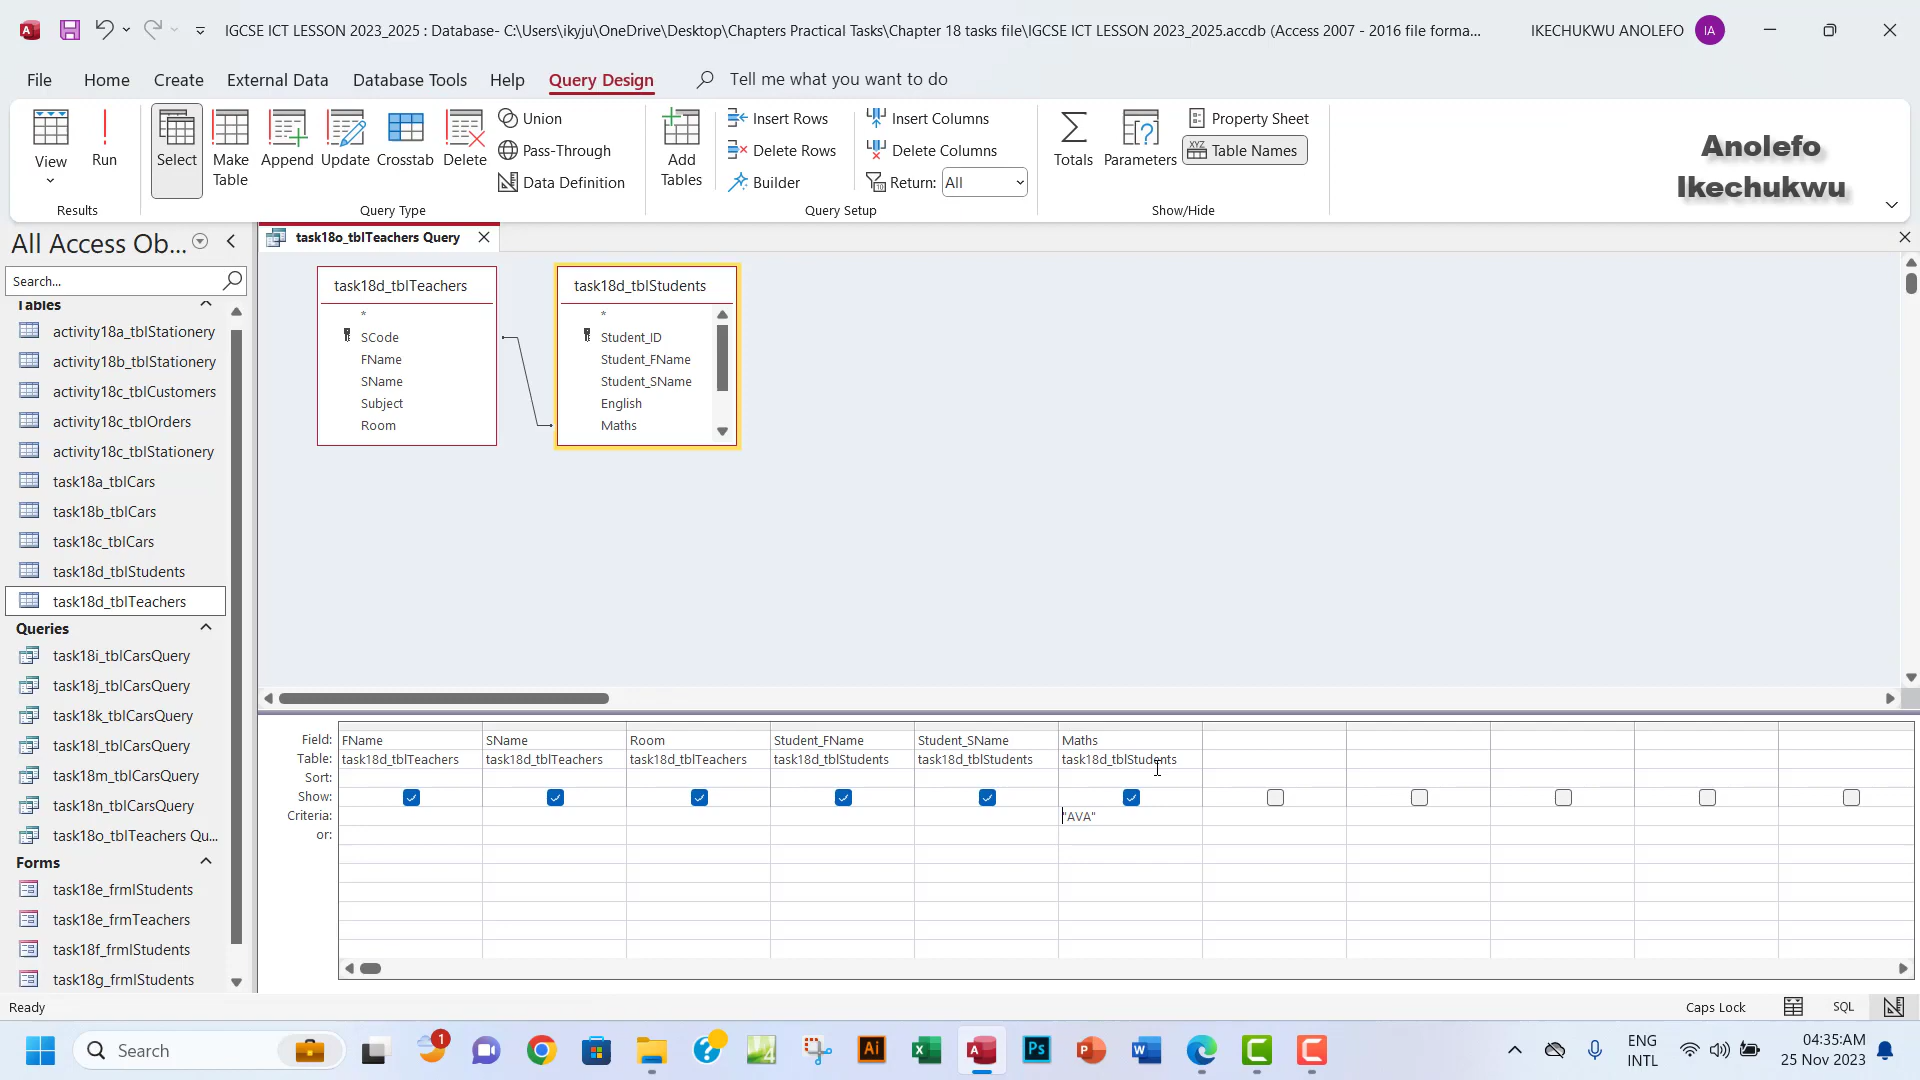 IGCSE ICT LESSON 2023_2025 : Database- C:\Users\ikyju\OneDrive\Desktop\Chapters Practical Tasks\Chapter 18 tasks file\IGCSE ICT LESSON 2023_2025.accdb (Access 2007 - 2016 file forma...
IKECHUKWU ANOLEFO
IA
File
Home
Create
External Data
Database Tools
Help
Query Design
Tell me what you want to do
View
Run
Results
Select
Make Table
Append
Update
Crosstab
Delete
Union
Pass-Through
Data Definition
Query Type
Add Tables
Insert Rows
Delete Rows
Builder
Insert Columns
Delete Columns
Return: All
Query Setup
Totals
Parameters
Property Sheet
XYZ Table Names
Show/Hide
Anolefo
Ikechukwu
All Access Ob...
Search...
Tables
activity18a_tblStationery
activity18b_tblStationery
activity18c_tblCustomers
activity18c_tblOrders
activity18c_tblStationery
task18a_tblCars
task18b_tblCars
task18c_tblCars
task18d_tblStudents
task18d_tblTeachers
Queries
task18i_tblCarsQuery
task18j_tblCarsQuery
task18k_tblCarsQuery
task18l_tblCarsQuery
task18m_tblCarsQuery
task18n_tblCarsQuery
task18o_tblTeachers Qu...
Forms
task18e_frmlStudents
task18e_frmTeachers
task18f_frmlStudents
task18g_frmlStudents
task18o_tblTeachers Query
task18d_tblTeachers
*
SCode
FName
SName
Subject
Room
task18d_tblStudents
*
Student_ID
Student_FName
Student_SName
English
Maths
Field: FName SName Room Student_FName Student_SName Maths
Table: task18d_tblTeachers task18d_tblTeachers task18d_tblTeachers task18d_tblStudents task18d_tblStudents task18d_tblStudents
Sort:
Show:
Criteria: "AVA"
or:
Ready
Caps Lock
SQL
Search
1
Ai
Ps
ENG
INTL
04:35AM
25 Nov 2023